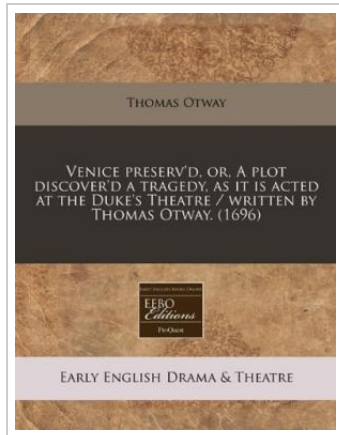 Thomas Otway
Venice preserv'd, or, A plot
discover'd a tragedy, as it is acted
at the Duke's Theatre / written by
Thomas Otway. (1696)
EEBO
Editions
ProQuest
Early English Drama & Theatre